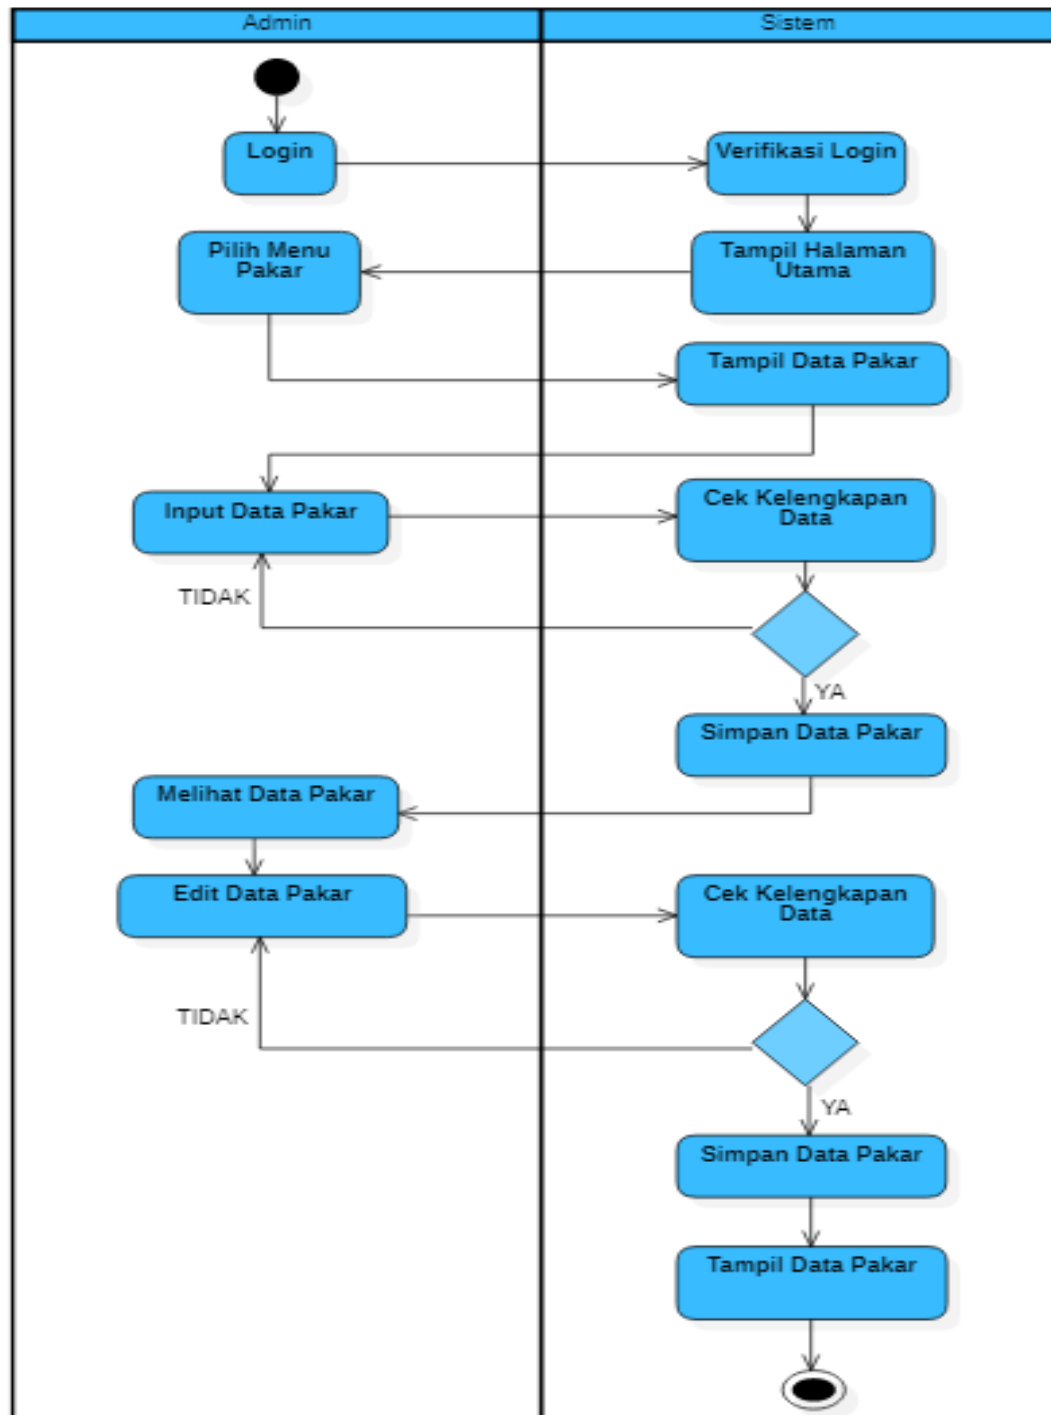 Admin
Sistem
Login
Verifikasi Login
Pilih Menu
Pakar
Tampil Halaman
Utama
Tampil Data Pakar
Input Data Pakar
Cek Kelengkapan
Data
TIDAK
YA
Simpan Data Pakar
Melihat Data Pakar
Edit Data Pakar
Cek Kelengkapan
Data
TIDAK
YA
Simpan Data Pakar
Tampil Data Pakar